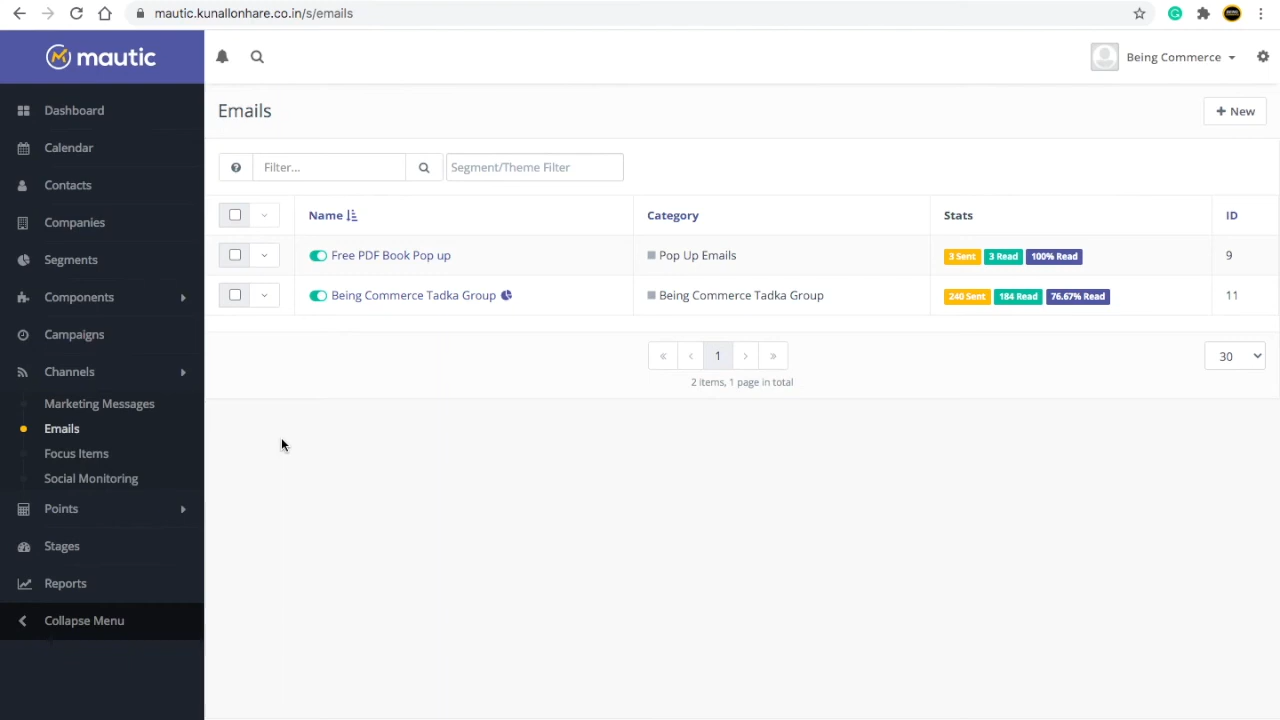 mautic.kunallonhare.co.in/s/emails
mautic
Being Commerce
Dashboard
Calendar
Contacts
Companies
Segments
Components
Campaigns
Channels
Marketing Messages
Emails
Focus Items
Social Monitoring
Points
Stages
Reports
Collapse Menu
Emails
New
Filter...
Segment/Theme Filter
Name Category Stats ID
Free PDF Book Pop up Pop Up Emails 3 Sent 3 Read 100% Read 9
Being Commerce Tadka Group Being Commerce Tadka Group 240 Sent 184 Read 76.67% Read 11
« ‹ 1 › »
30
2 items, 1 page in total